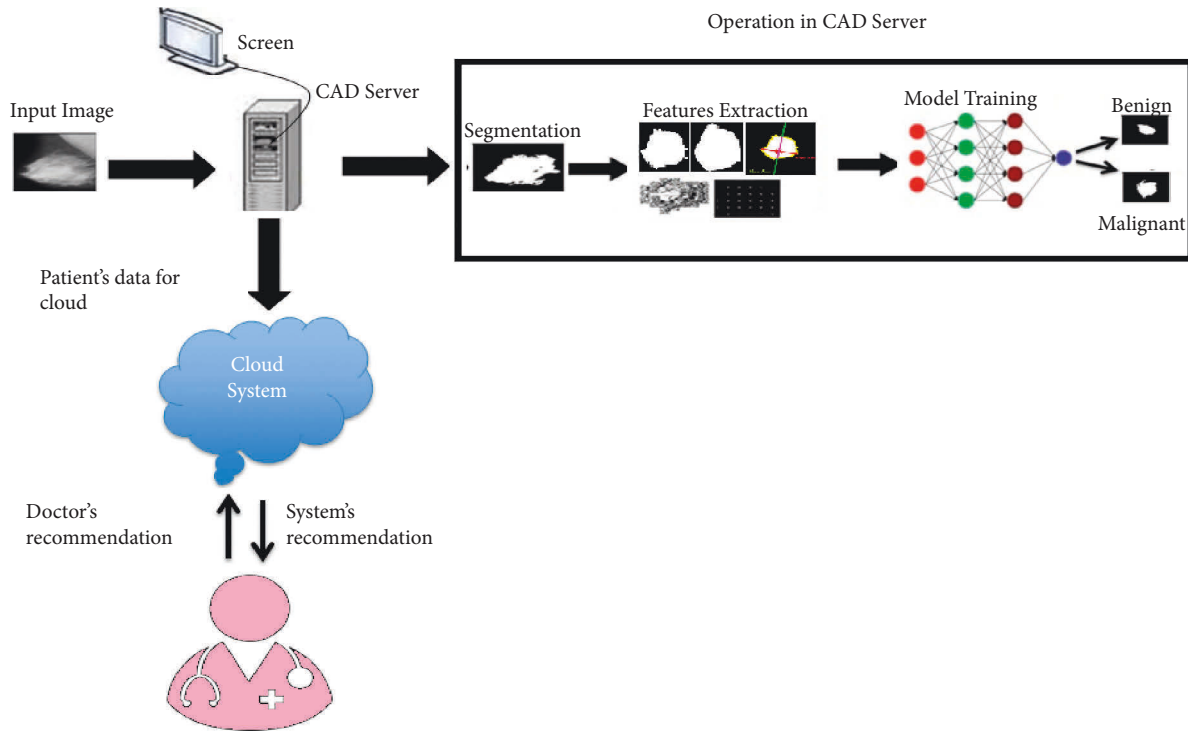 Operation in CAD Server
Screen
CAD Server
Input Image
Segmentation
Features Extraction
Model Training
Benign
Malignant
Patient's data for
cloud
Cloud
System
Doctor's
recommendation
System's
recommendation